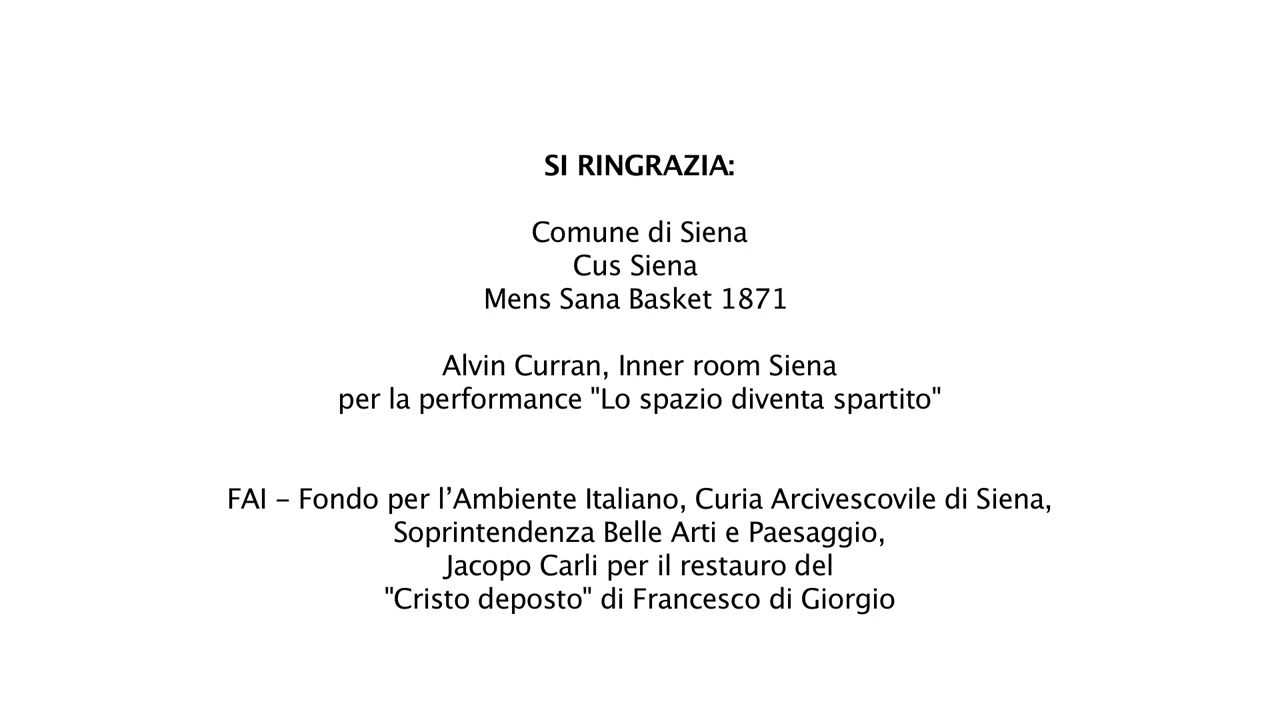 SI RINGRAZIA:
Comune di Siena
Cus Siena
Mens Sana Basket 1871
Alvin Curran, Inner room Siena
per la performance "Lo spazio diventa spartito"
FAI – Fondo per l’Ambiente Italiano, Curia Arcivescovile di Siena,
Soprintendenza Belle Arti e Paesaggio,
Jacopo Carli per il restauro del
"Cristo deposto" di Francesco di Giorgio